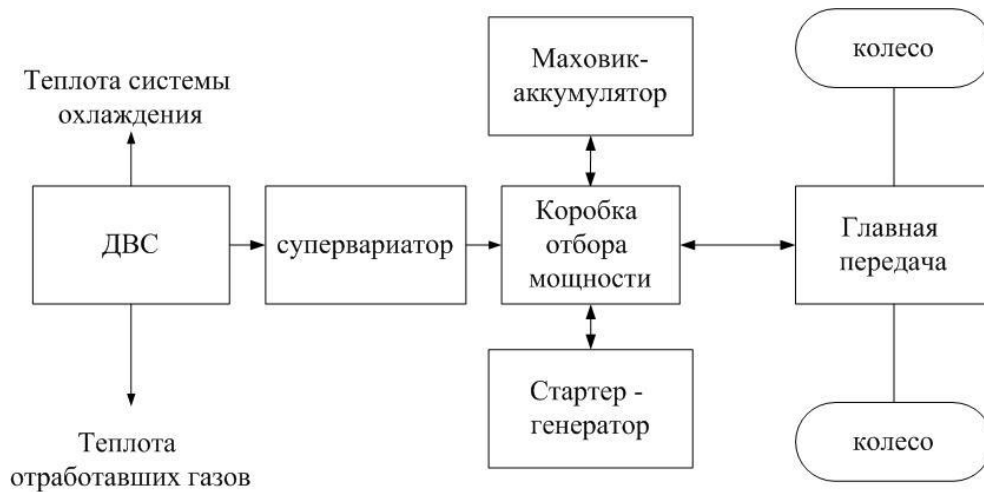 Теплота системы
охлаждения
ДВС
Теплота
отработавших газов
супервариатор
Маховик-
аккумулятор
Коробка
отбора
мощности
Стартер -
генератор
колесо
Главная
передача
колесо